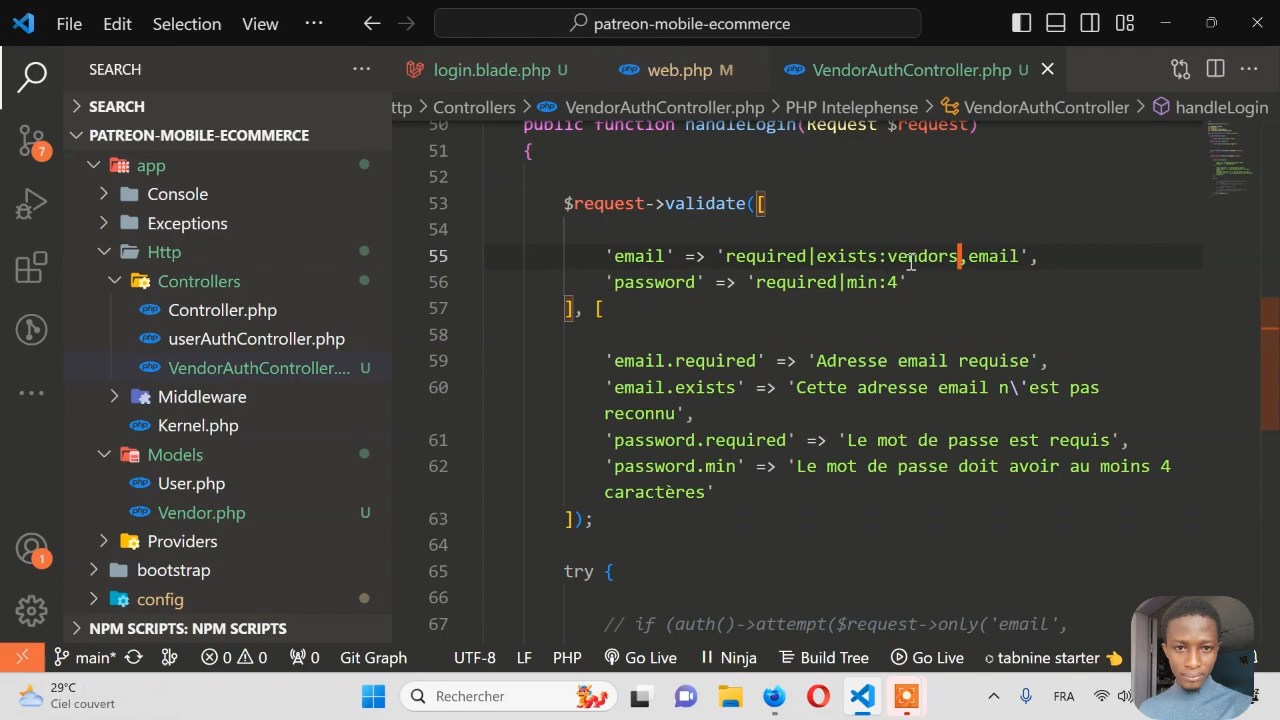 File Edit Selection View ··· patreon-mobile-ecommerce
SEARCH ··· login.blade.php U web.php M VendorAuthController.php U ···
SEARCH
PATREON-MOBILE-ECOMMERCE
ttp > Controllers > VendorAuthController.php > PHP Intelephense > VendorAuthController > handleLogin
app
Console
Exceptions
Http
Controllers
Controller.php
userAuthController.php
VendorAuthController.... U
Middleware
Kernel.php
Models
User.php
Vendor.php U
Providers
bootstrap
config
NPM SCRIPTS: NPM SCRIPTS
7
1
50 public function handleLogin(Request $request)
51 {
52
53 $request->validate([
54
55 'email' => 'required|exists:vendors,email',
56 'password' => 'required|min:4'
57 ], [
58
59 'email.required' => 'Adresse email requise',
60 'email.exists' => 'Cette adresse email n\'est pas
reconnu',
61 'password.required' => 'Le mot de passe est requis',
62 'password.min' => 'Le mot de passe doit avoir au moins 4
caractères'
63 ]);
64
65 try {
66
67 // if (auth()->attempt($request->only('email',
main* 0 0 0 Git Graph UTF-8 LF PHP Go Live Ninja Build Tree Go Live tabnine starter
29°C
Ciel couvert
Rechercher
FRA